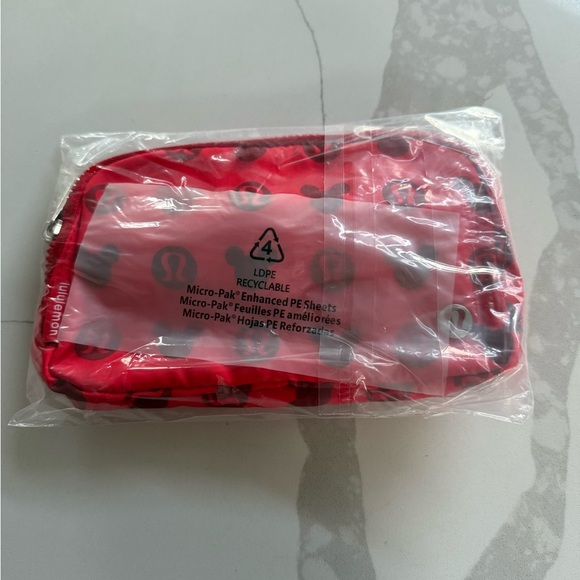 4
LDPE
RECYCLABLE
Micro-Pak® Enhanced PE Sheets
Micro-Pak® Feuilles PE améliorées
Micro-Pak® Hojas PE Reforzadas
lululemon